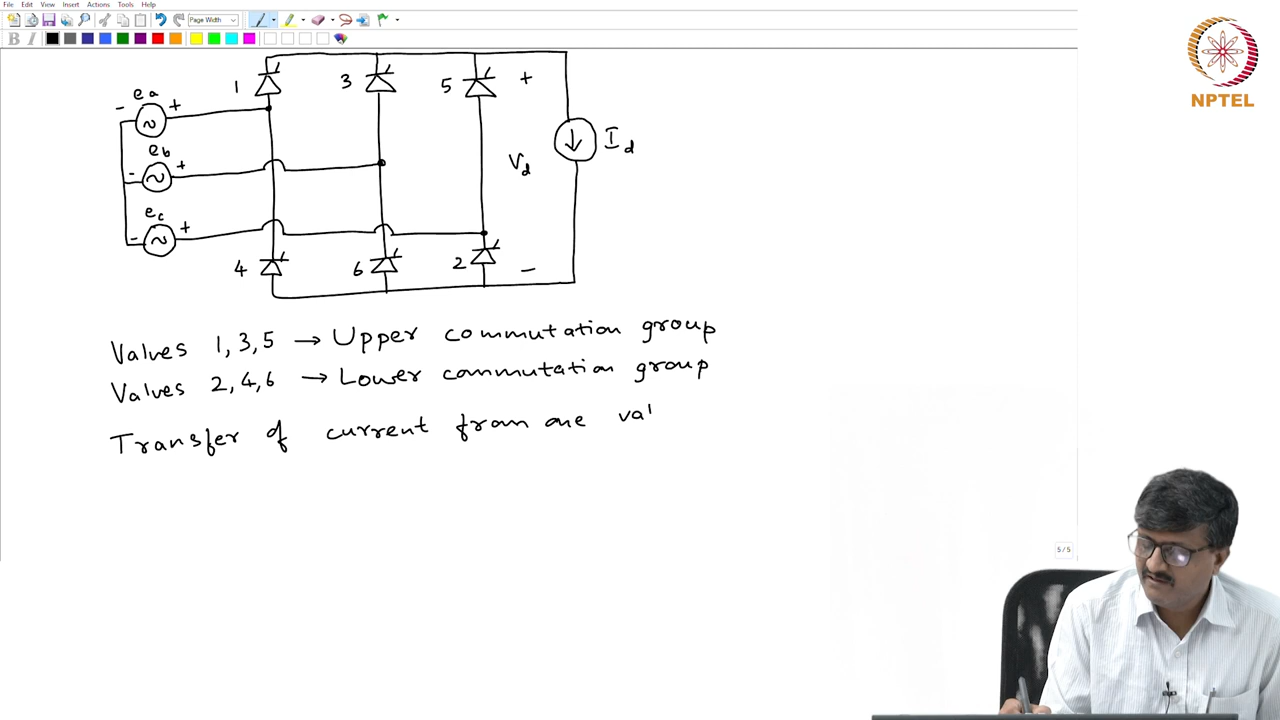 File Edit View Insert Actions Tools Help
Page Width
B I
NPTEL
1 3 5 +
- ea +
Id
eb
- + Vd
ec
- +
4 6 2 -
Valves 1, 3, 5 → Upper commutation group
Valves 2, 4, 6 → Lower commutation group
Transfer of current from one val
5 / 5